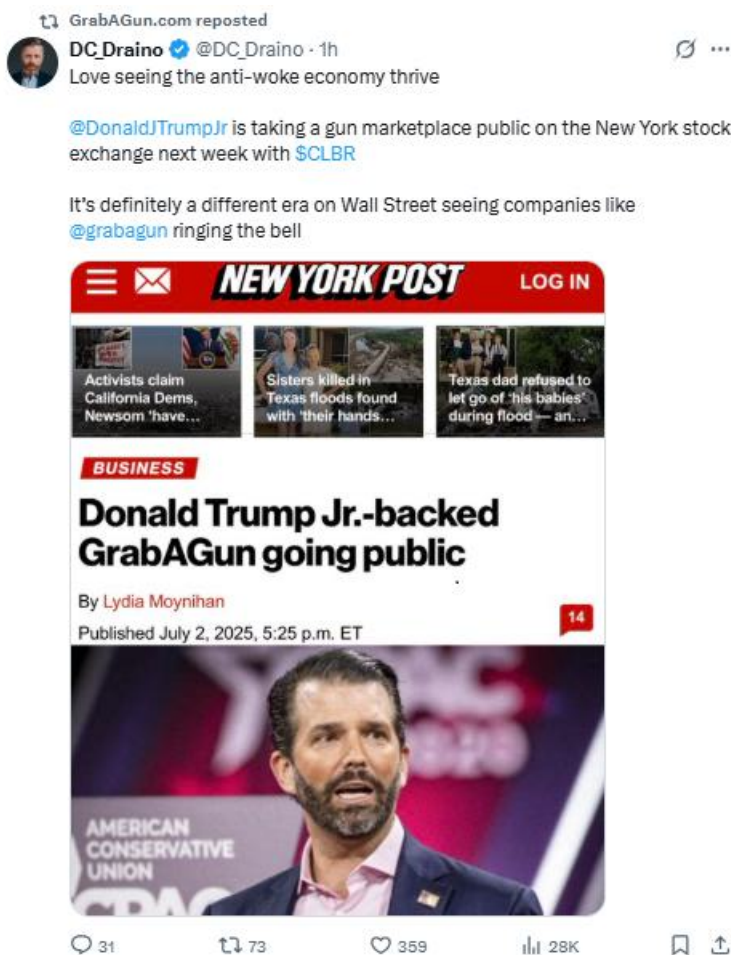 GrabAGun.com reposted
DC_Draino @DC_Draino · 1h
Love seeing the anti-woke economy thrive
@DonaldJTrumpJr is taking a gun marketplace public on the New York stock
exchange next week with $CLBR
It's definitely a different era on Wall Street seeing companies like
@grabagun ringing the bell
NEW YORK POST
LOG IN
Activists claim
California Dems,
Newsom 'have...
Sisters killed in
Texas floods found
with 'their hands...
Texas dad refused to
let go of 'his babies'
during flood — an...
BUSINESS
Donald Trump Jr.-backed
GrabAGun going public
By Lydia Moynihan
14
Published July 2, 2025, 5:25 p.m. ET
AMERICAN
CONSERVATIVE
UNION
CPAC
31 73 359 28K